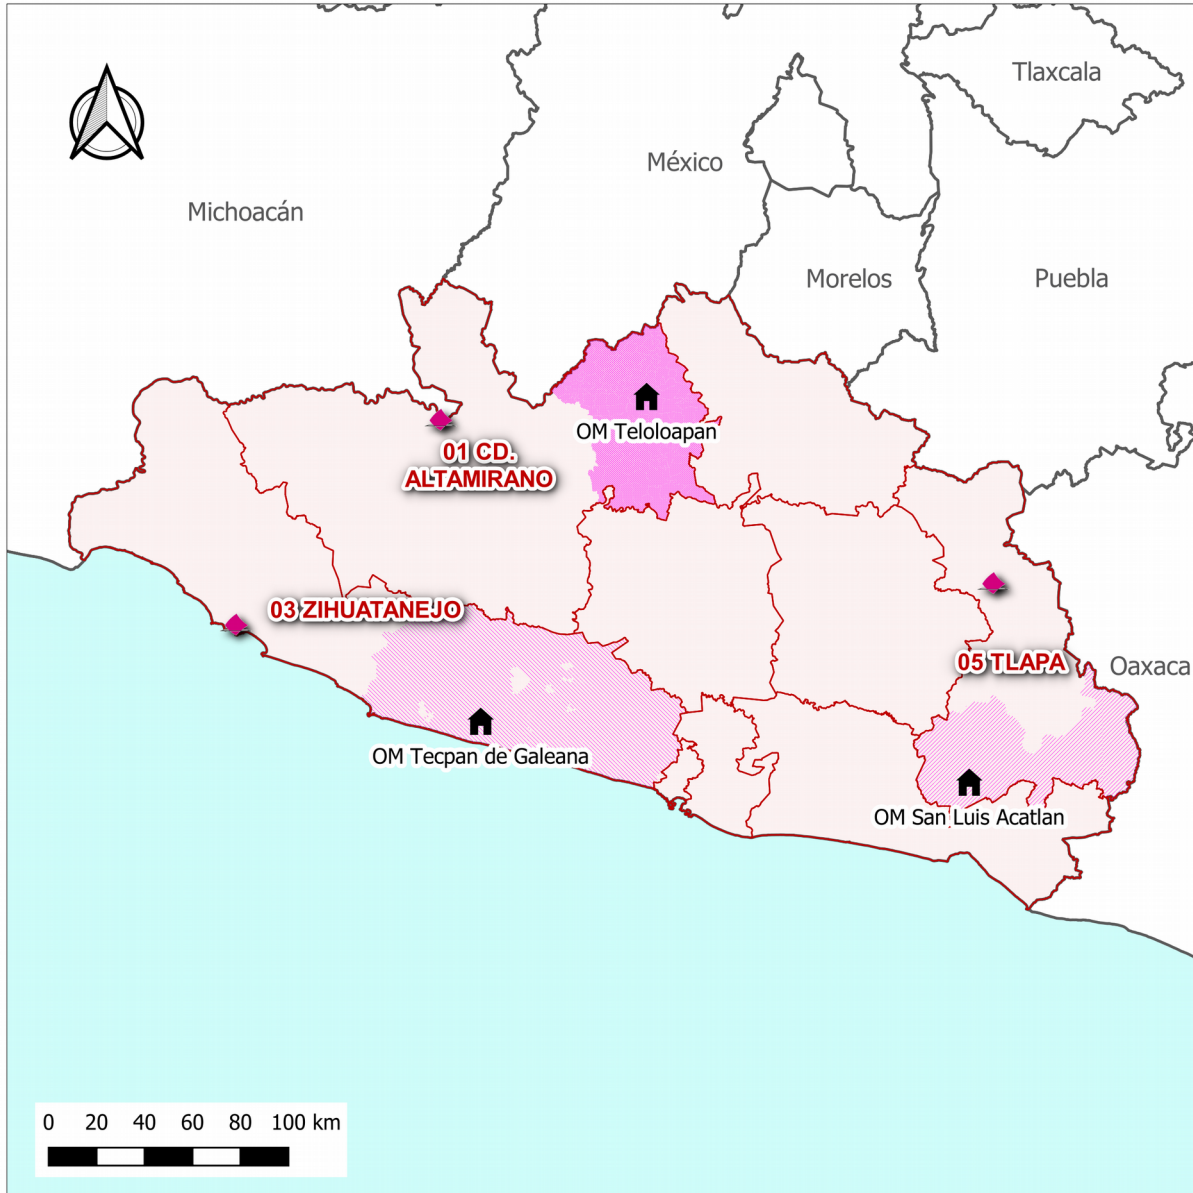 Tlaxcala
México
Michoacán
Morelos
Puebla
OM Teloloapan
01 CD.
ALTAMIRANO
03 ZIHUATANEJO
05 TLAPA
Oaxaca
OM Tecpan de Galeana
OM San Luis Acatlan
0 20 40 60 80 100 km